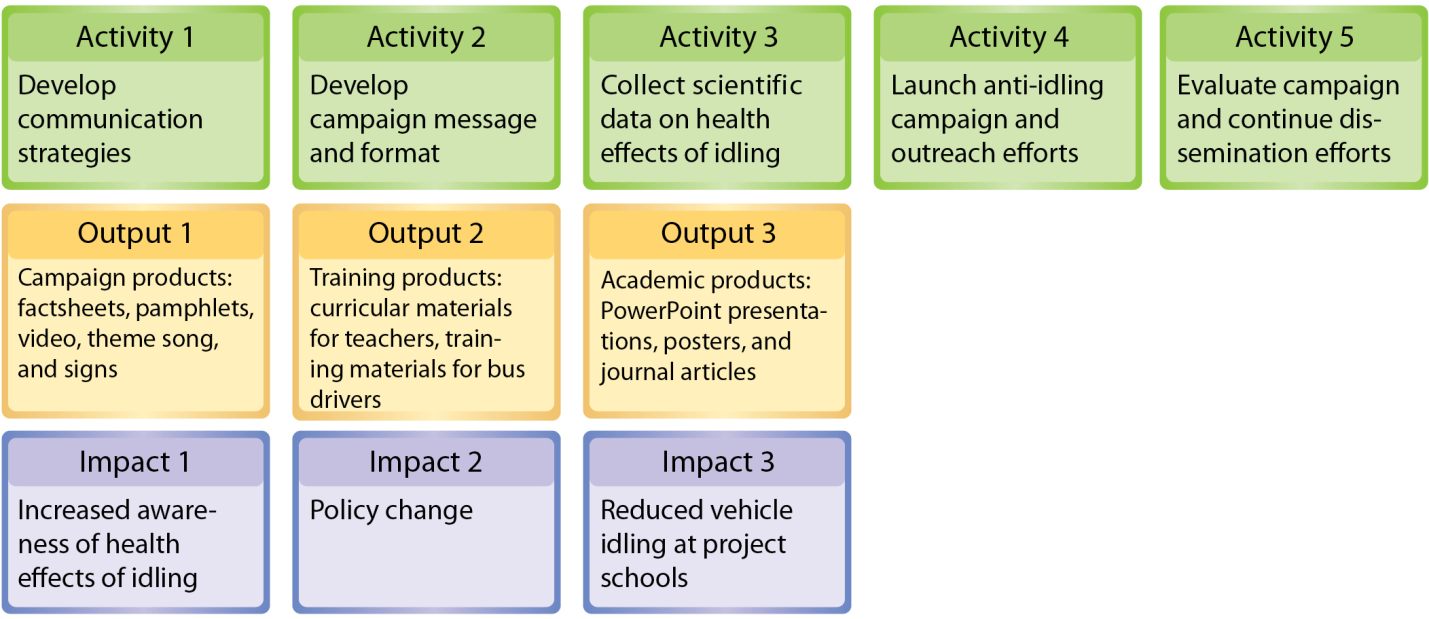 Activity 1
Develop
communication
strategies
Activity 2
Develop
campaign message
and format
Activity 3
Collect scientific
data on health
effects of idling
Activity 4
Launch anti-idling
campaign and
outreach efforts
Activity 5
Evaluate campaign
and continue dis-
semination efforts
Output 1
Campaign products:
factsheets, pamphlets,
video, theme song,
and signs
Output 2
Training products:
curricular materials
for teachers, train-
ing materials for bus
drivers
Output 3
Academic products:
PowerPoint presenta-
tions, posters, and
journal articles
Impact 1
Increased aware-
ness of health
effects of idling
Impact 2
Policy change
Impact 3
Reduced vehicle
idling at project
schools